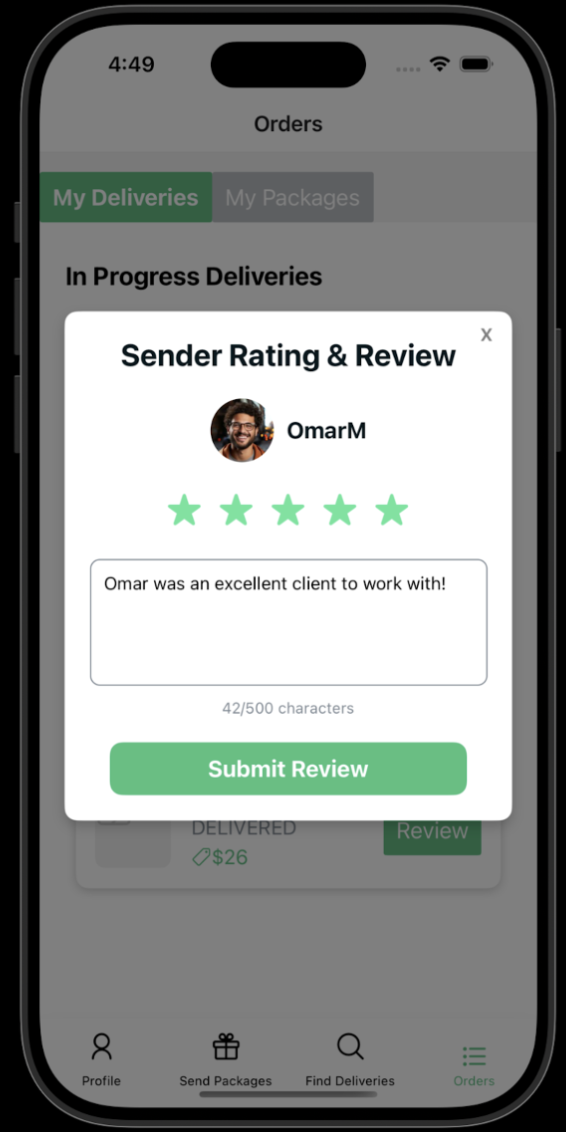 4:49
Orders
My Deliveries My Packages
In Progress Deliveries
X
Sender Rating & Review
OmarM
Omar was an excellent client to work with!
42/500 characters
Submit Review
DELIVERED
Review
$26
Profile Send Packages Find Deliveries Orders